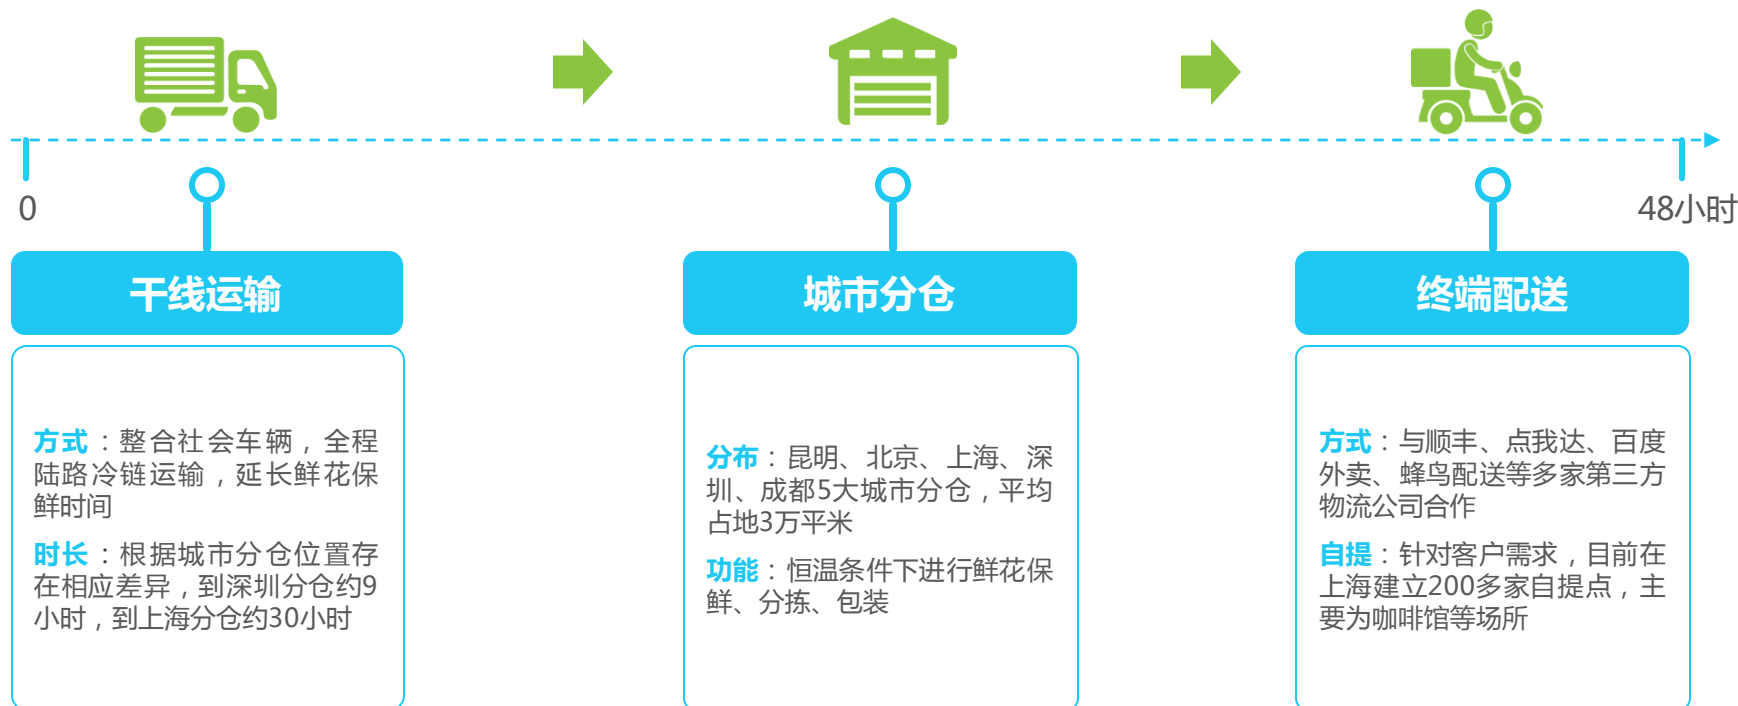 0
48小时
干线运输
方式：整合社会车辆，全程
陆路冷链运输，延长鲜花保
鲜时间
时长：根据城市分仓位置存
在相应差异，到深圳分仓约9
小时，到上海分仓约30小时
城市分仓
分布：昆明、北京、上海、深
圳、成都5大城市分仓，平均
占地3万平米
功能：恒温条件下进行鲜花保
鲜、分拣、包装
终端配送
方式：与顺丰、点我达、百度
外卖、蜂鸟配送等多家第三方
物流公司合作
自提：针对客户需求，目前在
上海建立200多家自提点，主
要为咖啡馆等场所